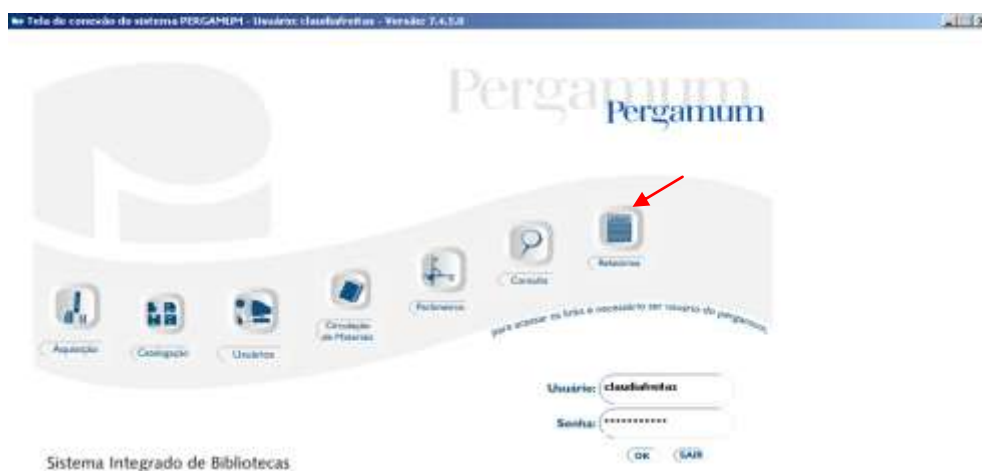 Tela de conexão do sistema PERGAMUM - Usuário: claudiafreitas - Versão: 7.4.5.0
Pergamum
Pergamum
Relatórios
Consulta
Parâmetros
Circulação
de Materiais
Usuários
Catalogação
Aquisição
para acessar os links é necessário ser usuário do pergamum.
Usuário: claudiafreitas
Senha: ***********
OK SAIR
Sistema Integrado de Bibliotecas